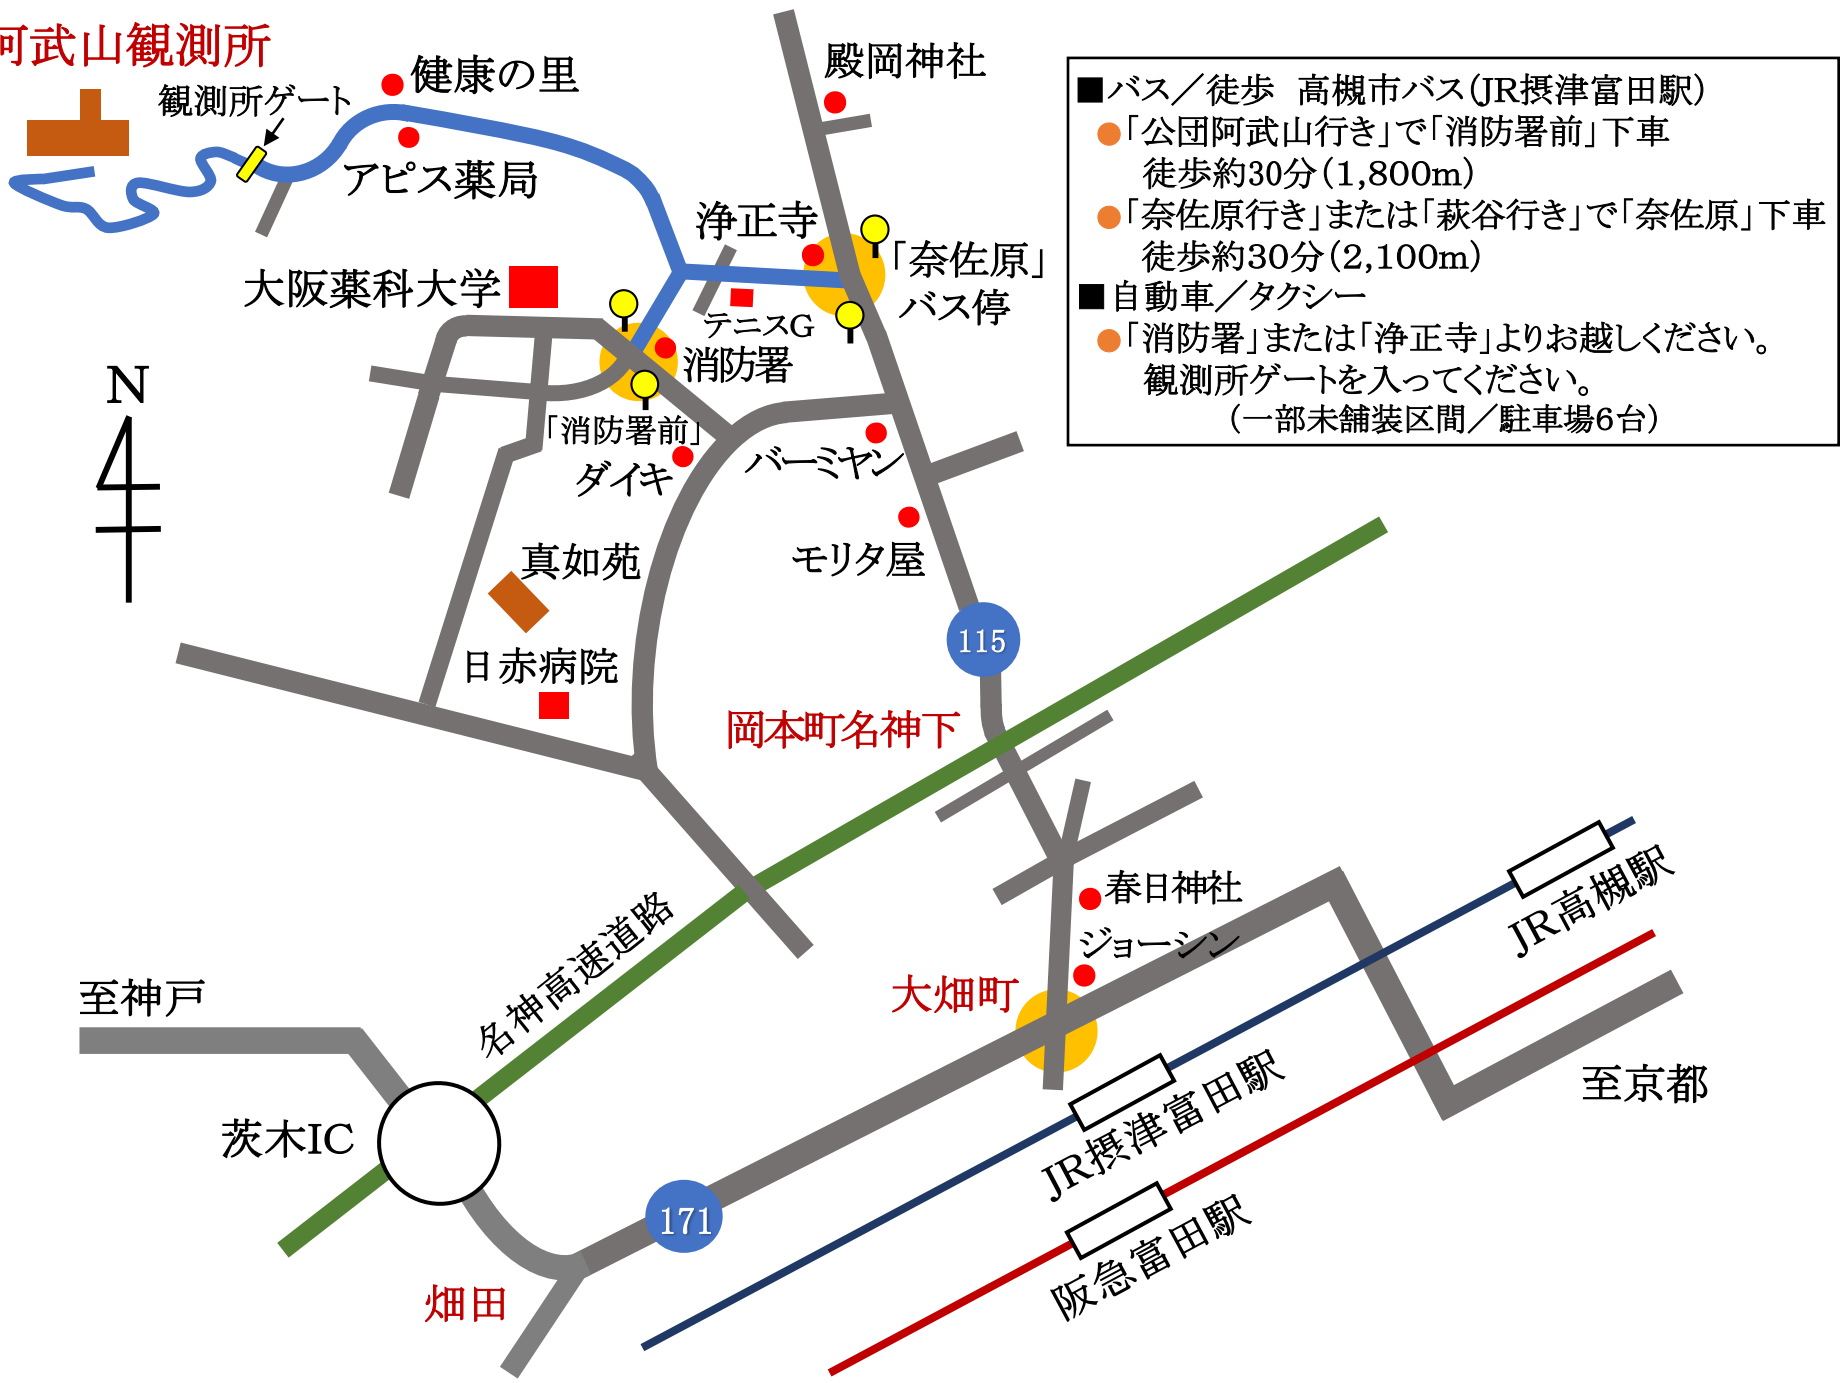 阿武山観測所
観測所ゲート
健康の里
アピス薬局
殿岡神社
■バス／徒歩　高槻市バス(JR摂津富田駅)
●「公団阿武山行き」で「消防署前」下車
徒歩約30分(1,800m)
●「奈佐原行き」または「萩谷行き」で「奈佐原」下車
徒歩約30分(2,100m)
■自動車／タクシー
●「消防署」または「浄正寺」よりお越しください。
観測所ゲートを入ってください。
(一部未舗装区間／駐車場6台)
浄正寺
「奈佐原」
バス停
大阪薬科大学
テニスG
消防署
「消防署前」
ダイキ
バーミヤン
N
モリタ屋
真如苑
日赤病院
115
岡本町名神下
春日神社
ジョーシン
大畑町
名神高速道路
至神戸
茨木IC
171
畑田
JR高槻駅
JR摂津富田駅
阪急富田駅
至京都